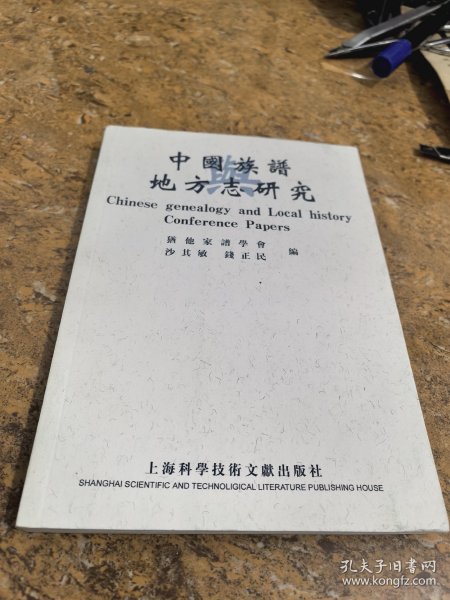 中國族譜
與
地方志研究
Chinese genealogy and Local history
Conference Papers
猶他家譜學會
沙其敏 錢正民 編
上海科學技術文獻出版社
SHANGHAI SCIENTIFIC AND TECHNOLIGICAL LITERATURE PUBLISHING HOUSE
孔夫子旧书网
www.kongfz.com